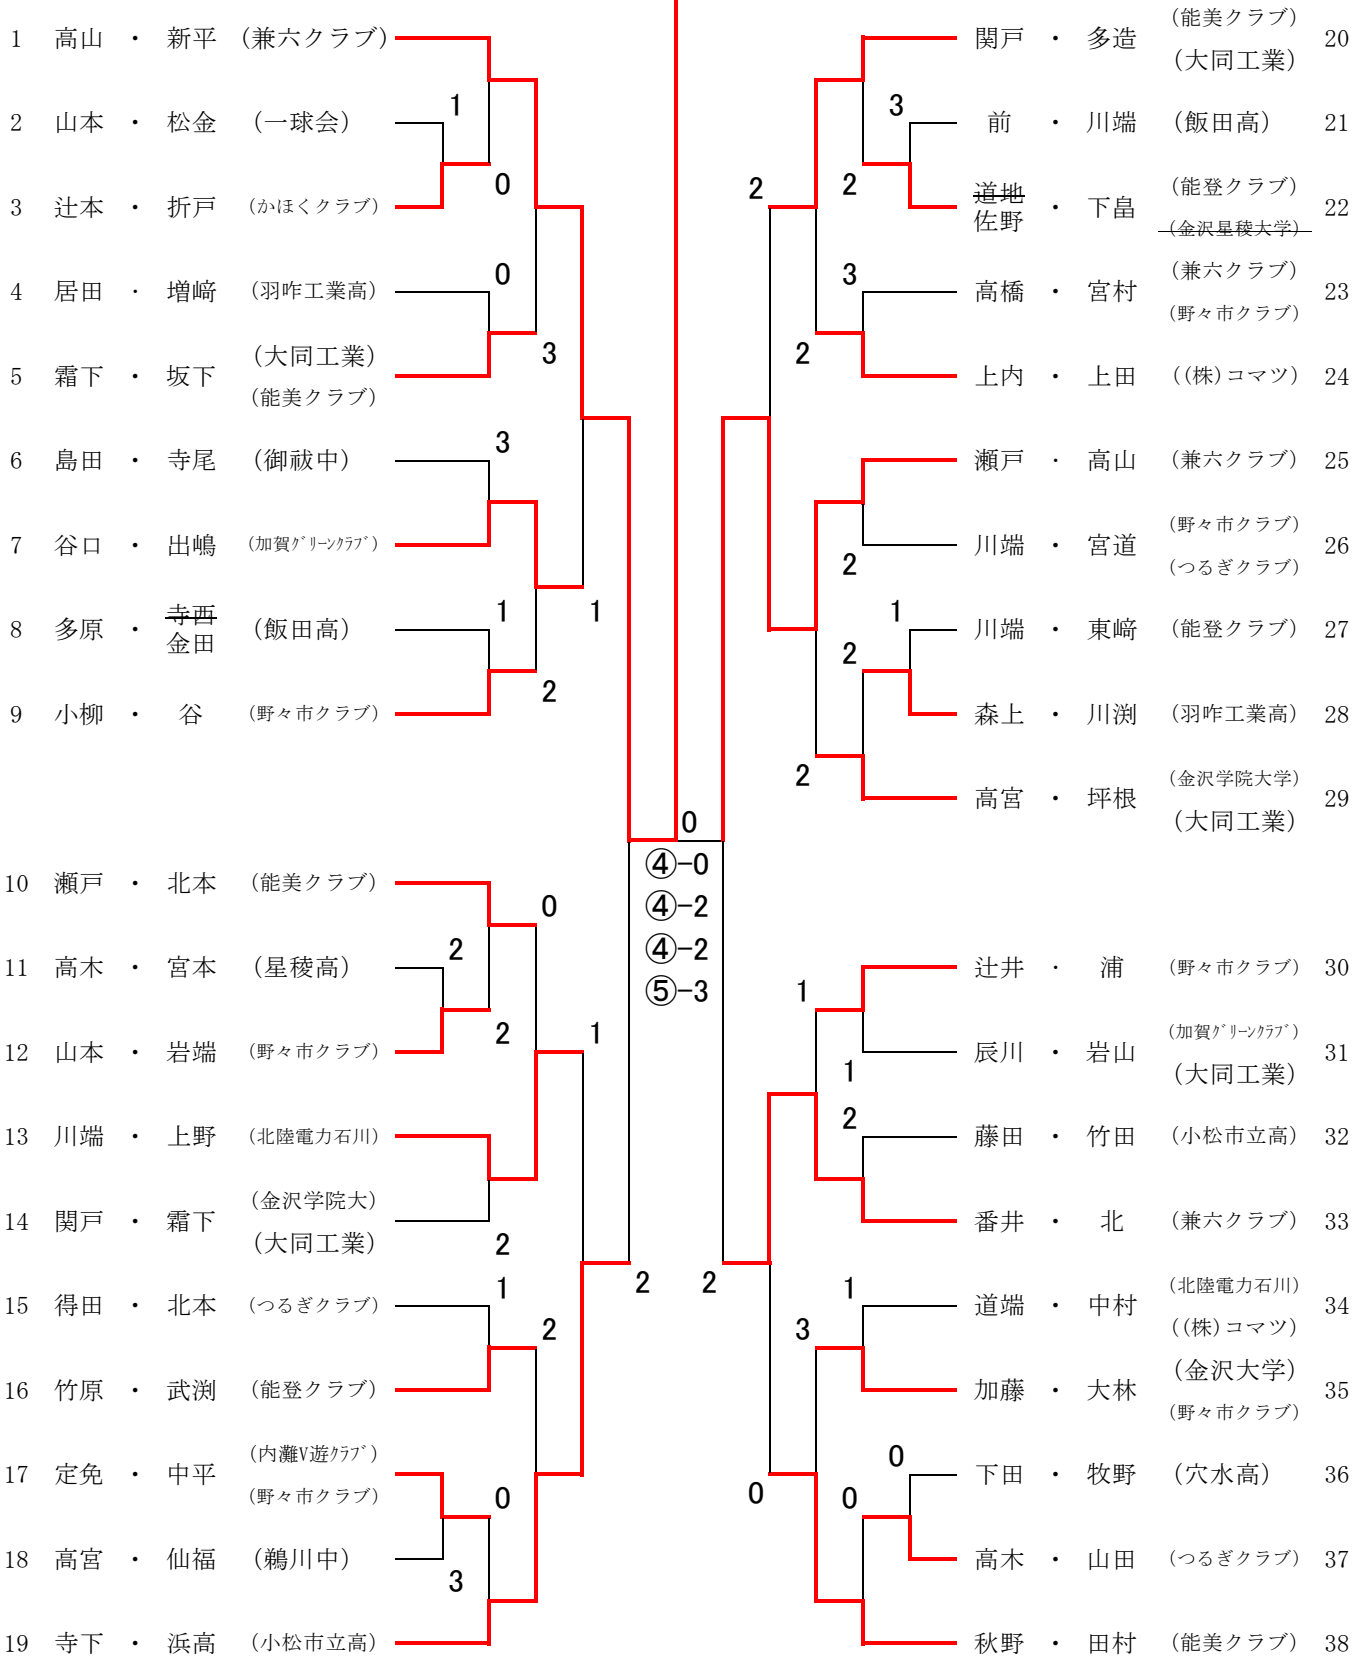 1 高山 ・ 新平 (兼六クラブ)
1
2 山本 ・ 松金 (一球会)
0
3 辻本 ・ 折戸 (かほくクラブ)
0
4 居田 ・ 増﨑 (羽咋工業高)
3
(大同工業)
5 霜下 ・ 坂下
(能美クラブ)
3
6 島田 ・ 寺尾 (御祓中)
7 谷口 ・ 出嶋 (加賀ｸﾞﾘｰﾝｸﾗﾌﾞ)
1
1
寺西
8 多原 ・ 金田 (飯田高)
2
9 小柳 ・ 谷 (野々市クラブ)
10 瀬戸 ・ 北本 (能美クラブ)
0
2
11 高木 ・ 宮本 (星稜高)
2
1
12 山本 ・ 岩端 (野々市クラブ)
13 川端 ・ 上野 (北陸電力石川)
(金沢学院大)
14 関戸 ・ 霜下
(大同工業)
2
1
15 得田 ・ 北本 (つるぎクラブ)
2
16 竹原 ・ 武渕 (能登クラブ)
(内灘V遊ｸﾗﾌﾞ)
17 定免 ・ 中平
(野々市クラブ)
0
18 高宮 ・ 仙福 (鵜川中)
3
19 寺下 ・ 浜高 (小松市立高)
0
④-0
④-2
④-2
⑤-3
2
2
(能美クラブ)
関戸 ・ 多造 20
(大同工業)
3
前 ・ 川端 (飯田高) 21
2
2
(能登クラブ)
道地
佐野 ・ 下畠 22
(金沢星稜大学)
3
(兼六クラブ)
高橋 ・ 宮村 23
(野々市クラブ)
2
上内 ・ 上田 ((株)コマツ) 24
瀬戸 ・ 高山 (兼六クラブ) 25
(野々市クラブ)
川端 ・ 宮道 26
(つるぎクラブ)
2
1
川端 ・ 東﨑 (能登クラブ) 27
2
森上 ・ 川渕 (羽咋工業高) 28
2
(金沢学院大学)
高宮 ・ 坪根 29
(大同工業)
辻井 ・ 浦 (野々市クラブ) 30
1
(加賀ｸﾞﾘｰﾝｸﾗﾌﾞ)
辰川 ・ 岩山 31
(大同工業)
1
2
藤田 ・ 竹田 (小松市立高) 32
番井 ・ 北 (兼六クラブ) 33
1
(北陸電力石川)
道端 ・ 中村 34
((株)コマツ)
3
(金沢大学)
加藤 ・ 大林 35
(野々市クラブ)
0
下田 ・ 牧野 (穴水高) 36
0
0
高木 ・ 山田 (つるぎクラブ) 37
秋野 ・ 田村 (能美クラブ) 38